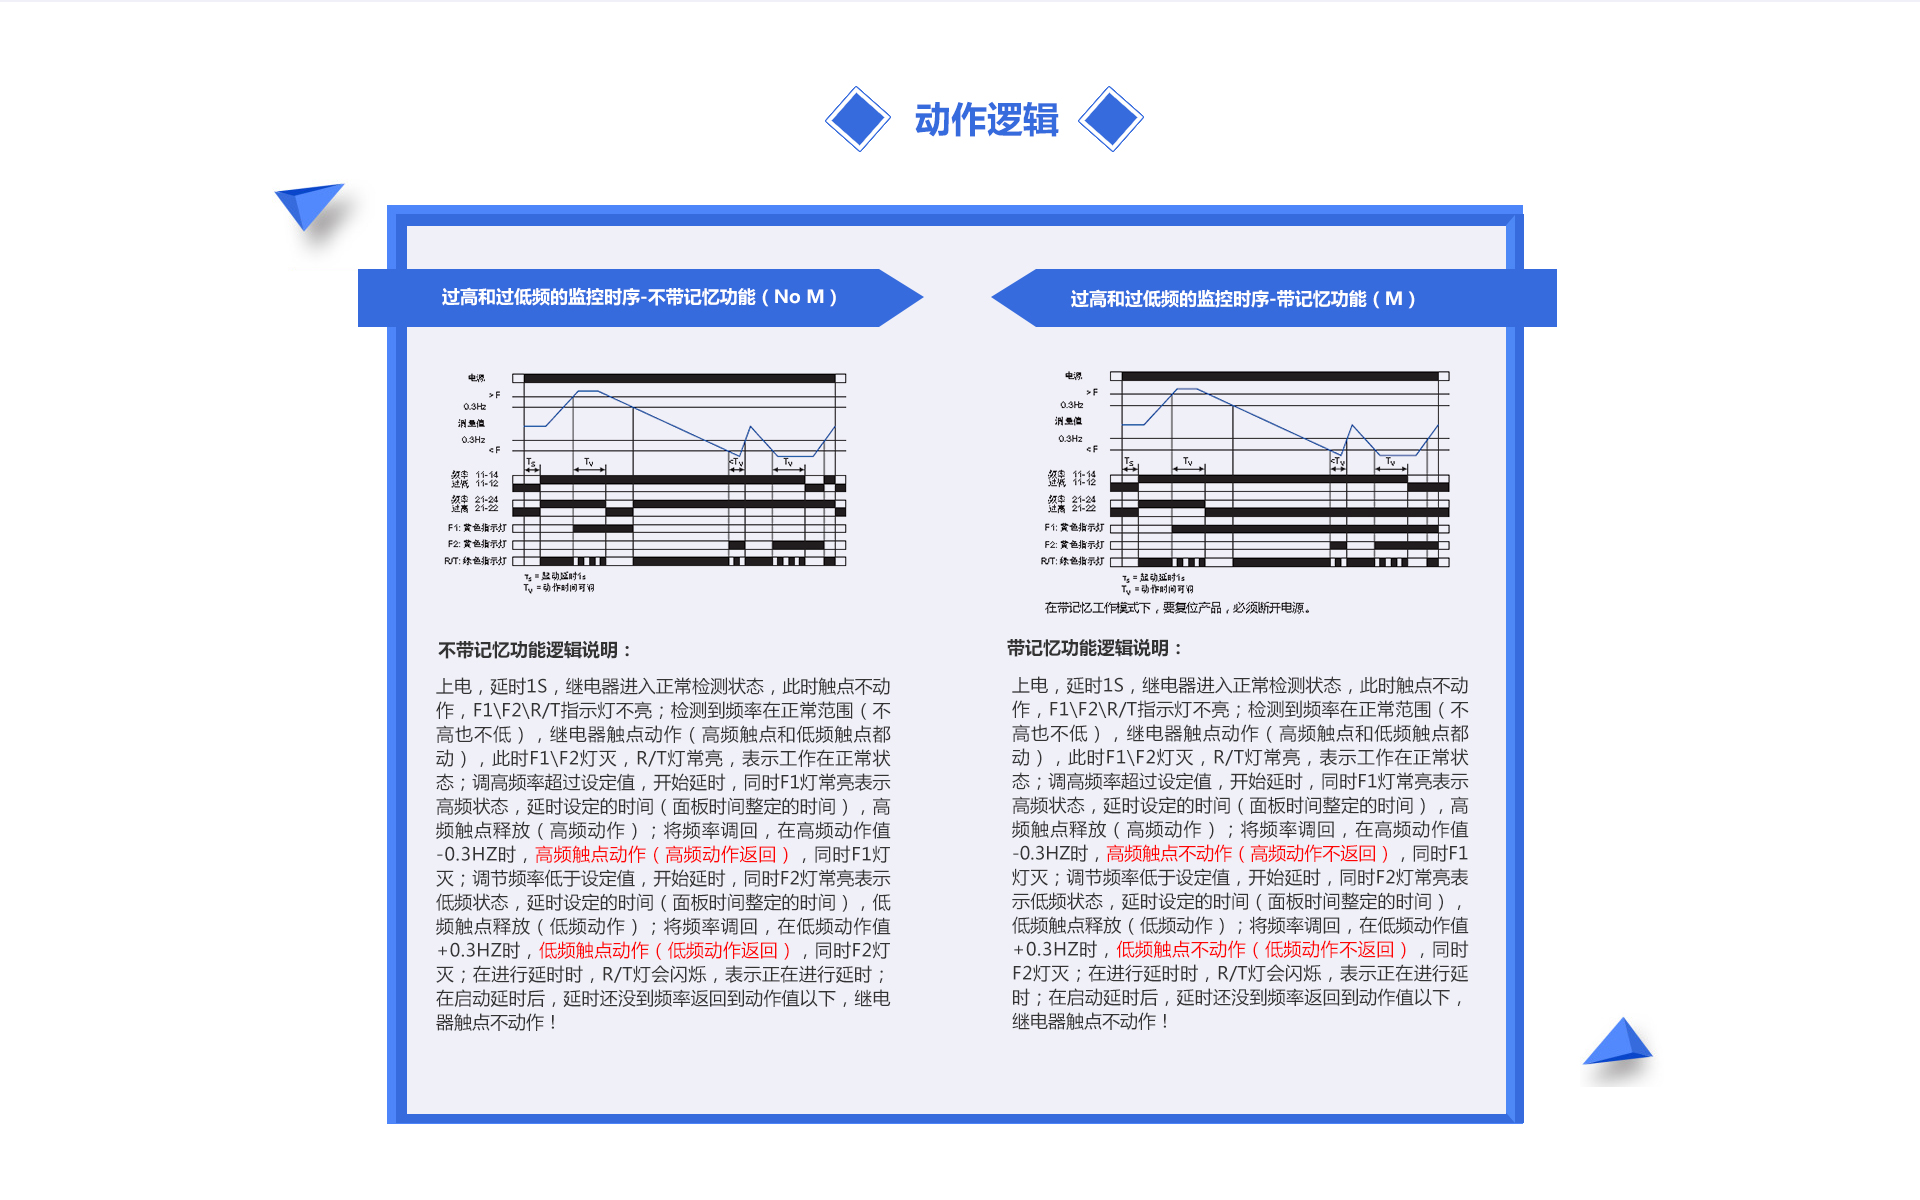 动作逻辑
过高和过低频的监控时序-不带记忆功能（No M）
电源
> F
0.3Hz
测量值
0.3Hz
< F
Ts
Tv
<Tv
Tv
频率 11-14
过低 11-12
频率 21-24
过高 21-22
F1: 黄色指示灯
F2: 黄色指示灯
R/T: 绿色指示灯
Ts = 起动延时1s
Tv = 动作时间可调
不带记忆功能逻辑说明：
上电，延时1S，继电器进入正常检测状态，此时触点不动
作，F1\F2\R/T指示灯不亮；检测到频率在正常范围（不
高也不低），继电器触点动作（高频触点和低频触点都
动），此时F1\F2灯灭，R/T灯常亮，表示工作在正常状
态；调高频率超过设定值，开始延时，同时F1灯常亮表示
高频状态，延时设定的时间（面板时间整定的时间），高
频触点释放（高频动作）；将频率调回，在高频动作值
-0.3HZ时，高频触点动作（高频动作返回），同时F1灯
灭；调节频率低于设定值，开始延时，同时F2灯常亮表示
低频状态，延时设定的时间（面板时间整定的时间），低
频触点释放（低频动作）；将频率调回，在低频动作值
+0.3HZ时，低频触点动作（低频动作返回），同时F2灯
灭；在进行延时时，R/T灯会闪烁，表示正在进行延时；
在启动延时后，延时还没到频率返回到动作值以下，继电
器触点不动作！
过高和过低频的监控时序-带记忆功能（M）
电源
> F
0.3Hz
测量值
0.3Hz
< F
Ts
Tv
<Tv
Tv
频率 11-14
过低 11-12
频率 21-24
过高 21-22
F1: 黄色指示灯
F2: 黄色指示灯
R/T: 绿色指示灯
Ts = 起动延时1s
Tv = 动作时间可调
在带记忆工作模式下，要复位产品，必须断开电源。
带记忆功能逻辑说明：
上电，延时1S，继电器进入正常检测状态，此时触点不动
作，F1\F2\R/T指示灯不亮；检测到频率在正常范围（不
高也不低），继电器触点动作（高频触点和低频触点都
动），此时F1\F2灯灭，R/T灯常亮，表示工作在正常状
态；调高频率超过设定值，开始延时，同时F1灯常亮表示
高频状态，延时设定的时间（面板时间整定的时间），高
频触点释放（高频动作）；将频率调回，在高频动作值
-0.3HZ时，高频触点不动作（高频动作不返回），同时F1
灯灭；调节频率低于设定值，开始延时，同时F2灯常亮表
示低频状态，延时设定的时间（面板时间整定的时间），
低频触点释放（低频动作）；将频率调回，在低频动作值
+0.3HZ时，低频触点不动作（低频动作不返回），同时
F2灯灭；在进行延时时，R/T灯会闪烁，表示正在进行延
时；在启动延时后，延时还没到频率返回到动作值以下，
继电器触点不动作！